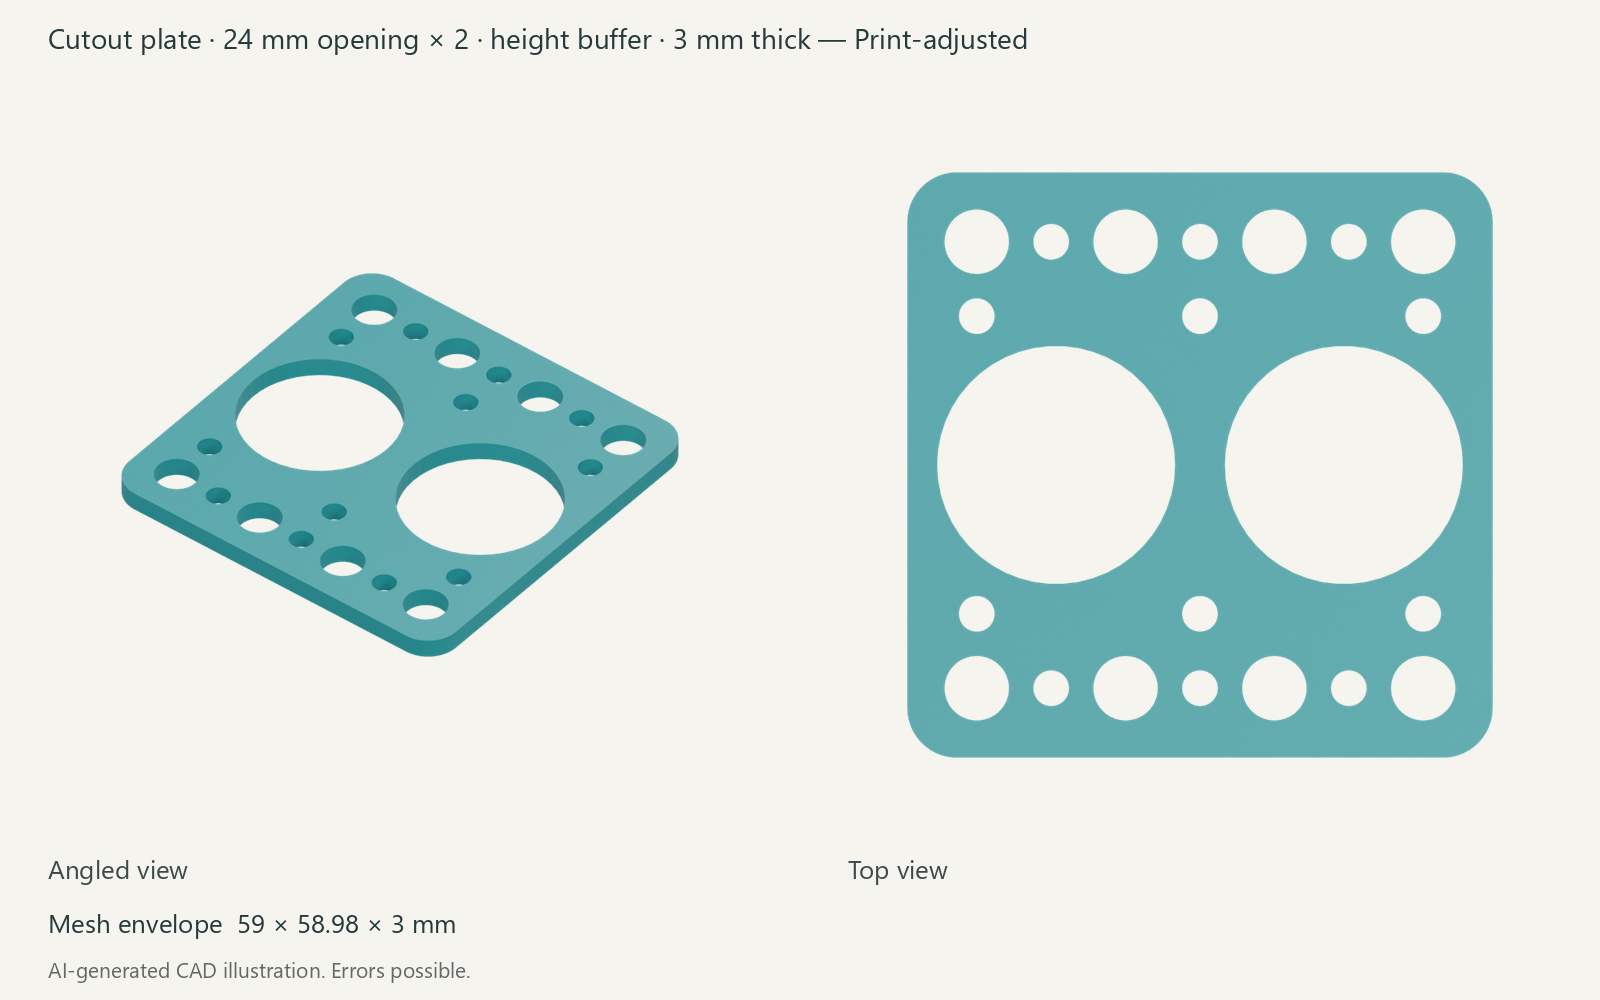 Cutout plate · 24 mm opening × 2 · height buffer · 3 mm thick — Print-adjusted
Angled view
Top view
Mesh envelope 59 × 58.98 × 3 mm
AI-generated CAD illustration. Errors possible.